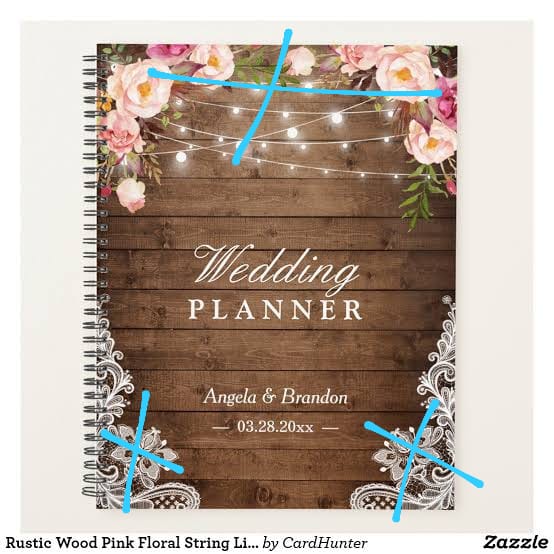 Wedding
PLANNER
Angela & Brandon
— 03.28.20xx —
Rustic Wood Pink Floral String Li... by CardHunter
Zazzle